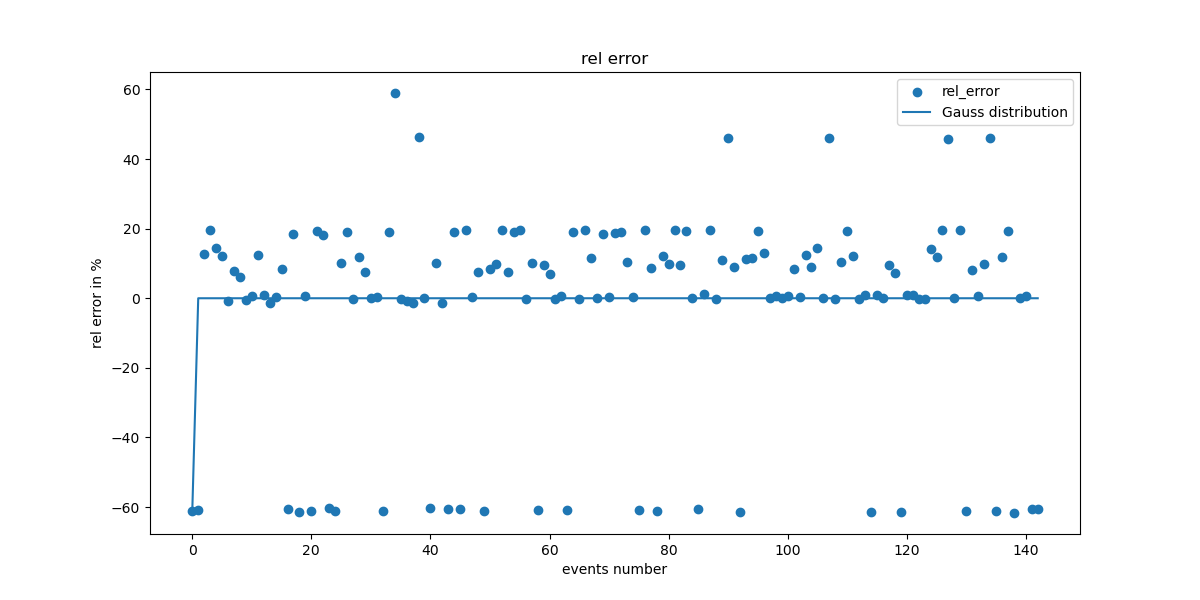 rel error
rel_error
Gauss distribution
60
40
20
0
−20
−40
−60
rel error in %
0 20 40 60 80 100 120 140
events number